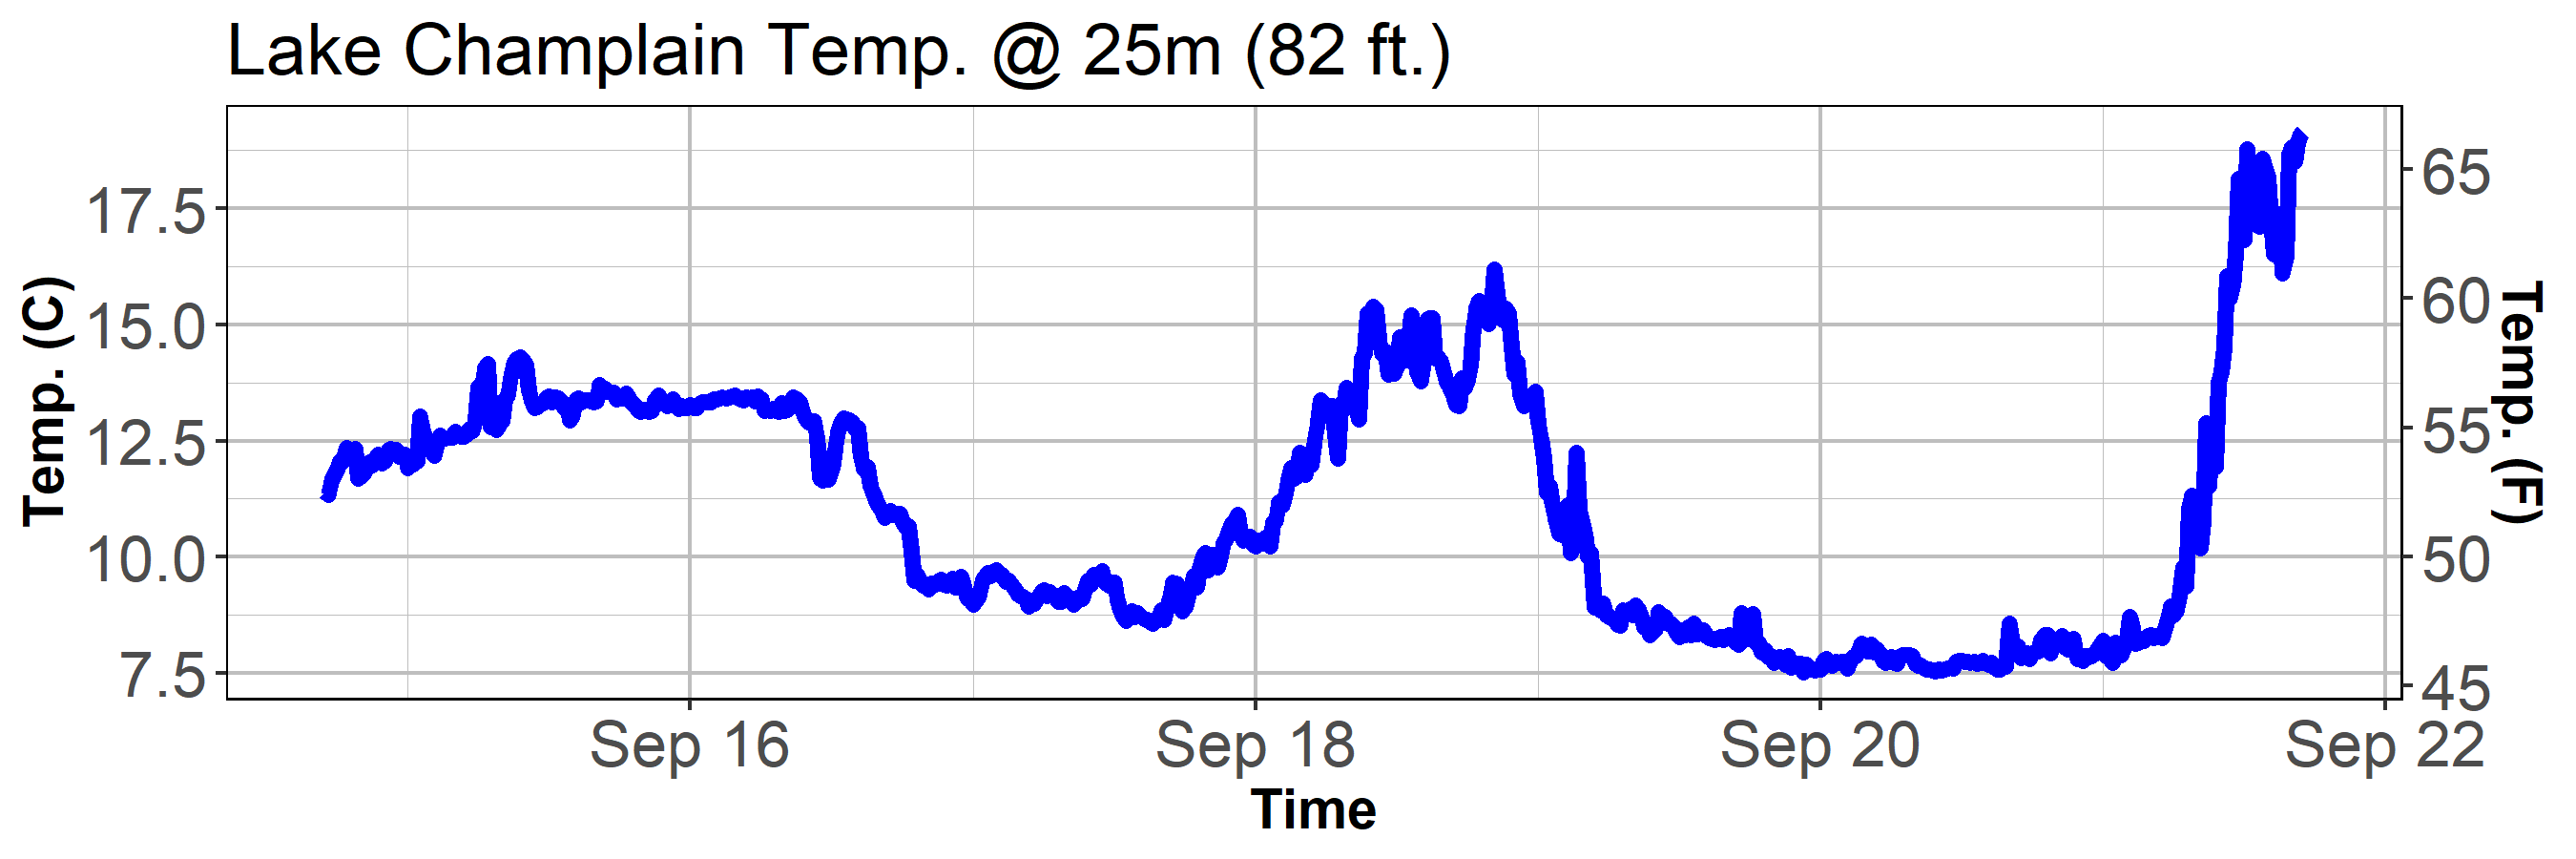 Lake Champlain Temp. @ 25m (82 ft.)
Temp. (C)
17.5
15.0
12.5
10.0
7.5
65
60
55
50
45
Temp. (F)
Sep 16
Sep 18
Sep 20
Sep 22
Time